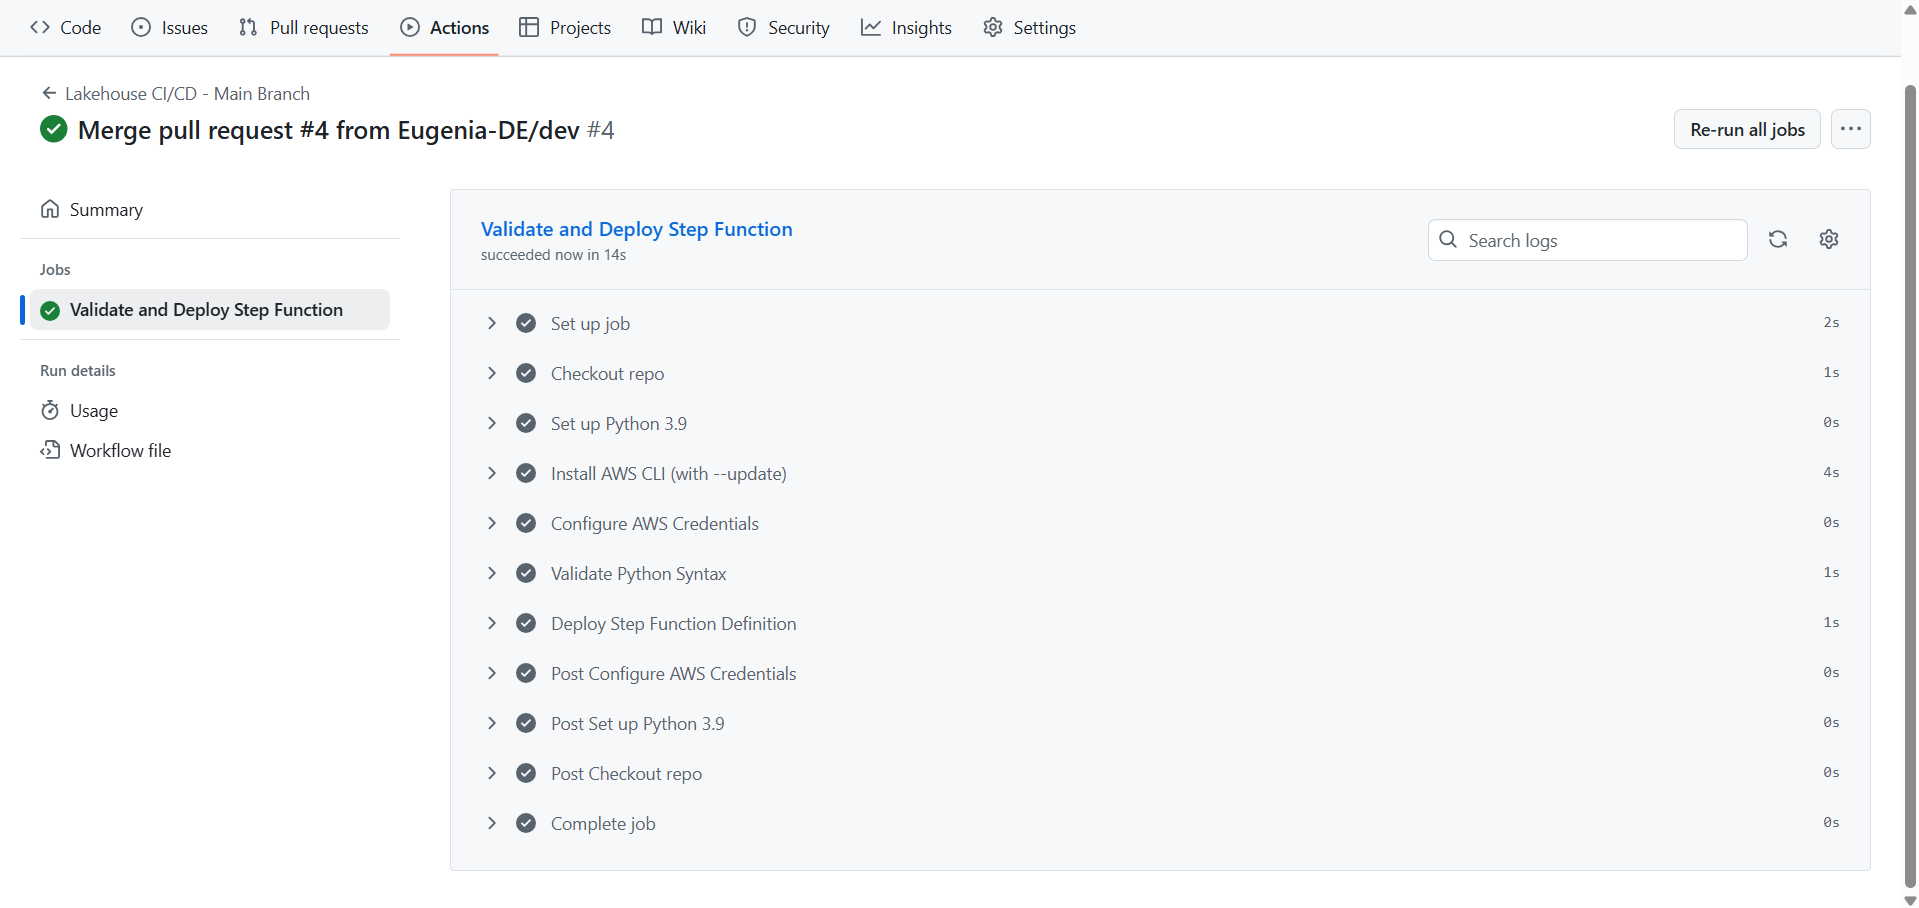 Code Issues Pull requests Actions Projects Wiki Security Insights Settings
Lakehouse CI/CD - Main Branch
Merge pull request #4 from Eugenia-DE/dev #4
Re-run all jobs
Summary
Jobs
Validate and Deploy Step Function
Run details
Usage
Workflow file
Validate and Deploy Step Function
succeeded now in 14s
Search logs
Set up job 2s
Checkout repo 1s
Set up Python 3.9 0s
Install AWS CLI (with --update) 4s
Configure AWS Credentials 0s
Validate Python Syntax 1s
Deploy Step Function Definition 1s
Post Configure AWS Credentials 0s
Post Set up Python 3.9 0s
Post Checkout repo 0s
Complete job 0s